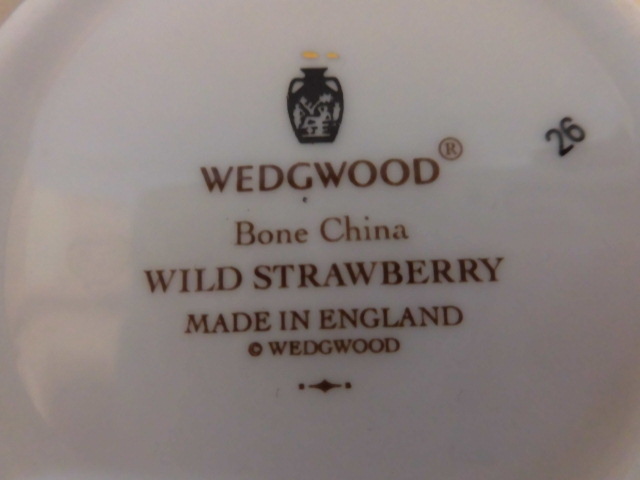 WEDGWOOD®
26
Bone China
WILD STRAWBERRY
MADE IN ENGLAND
© WEDGWOOD